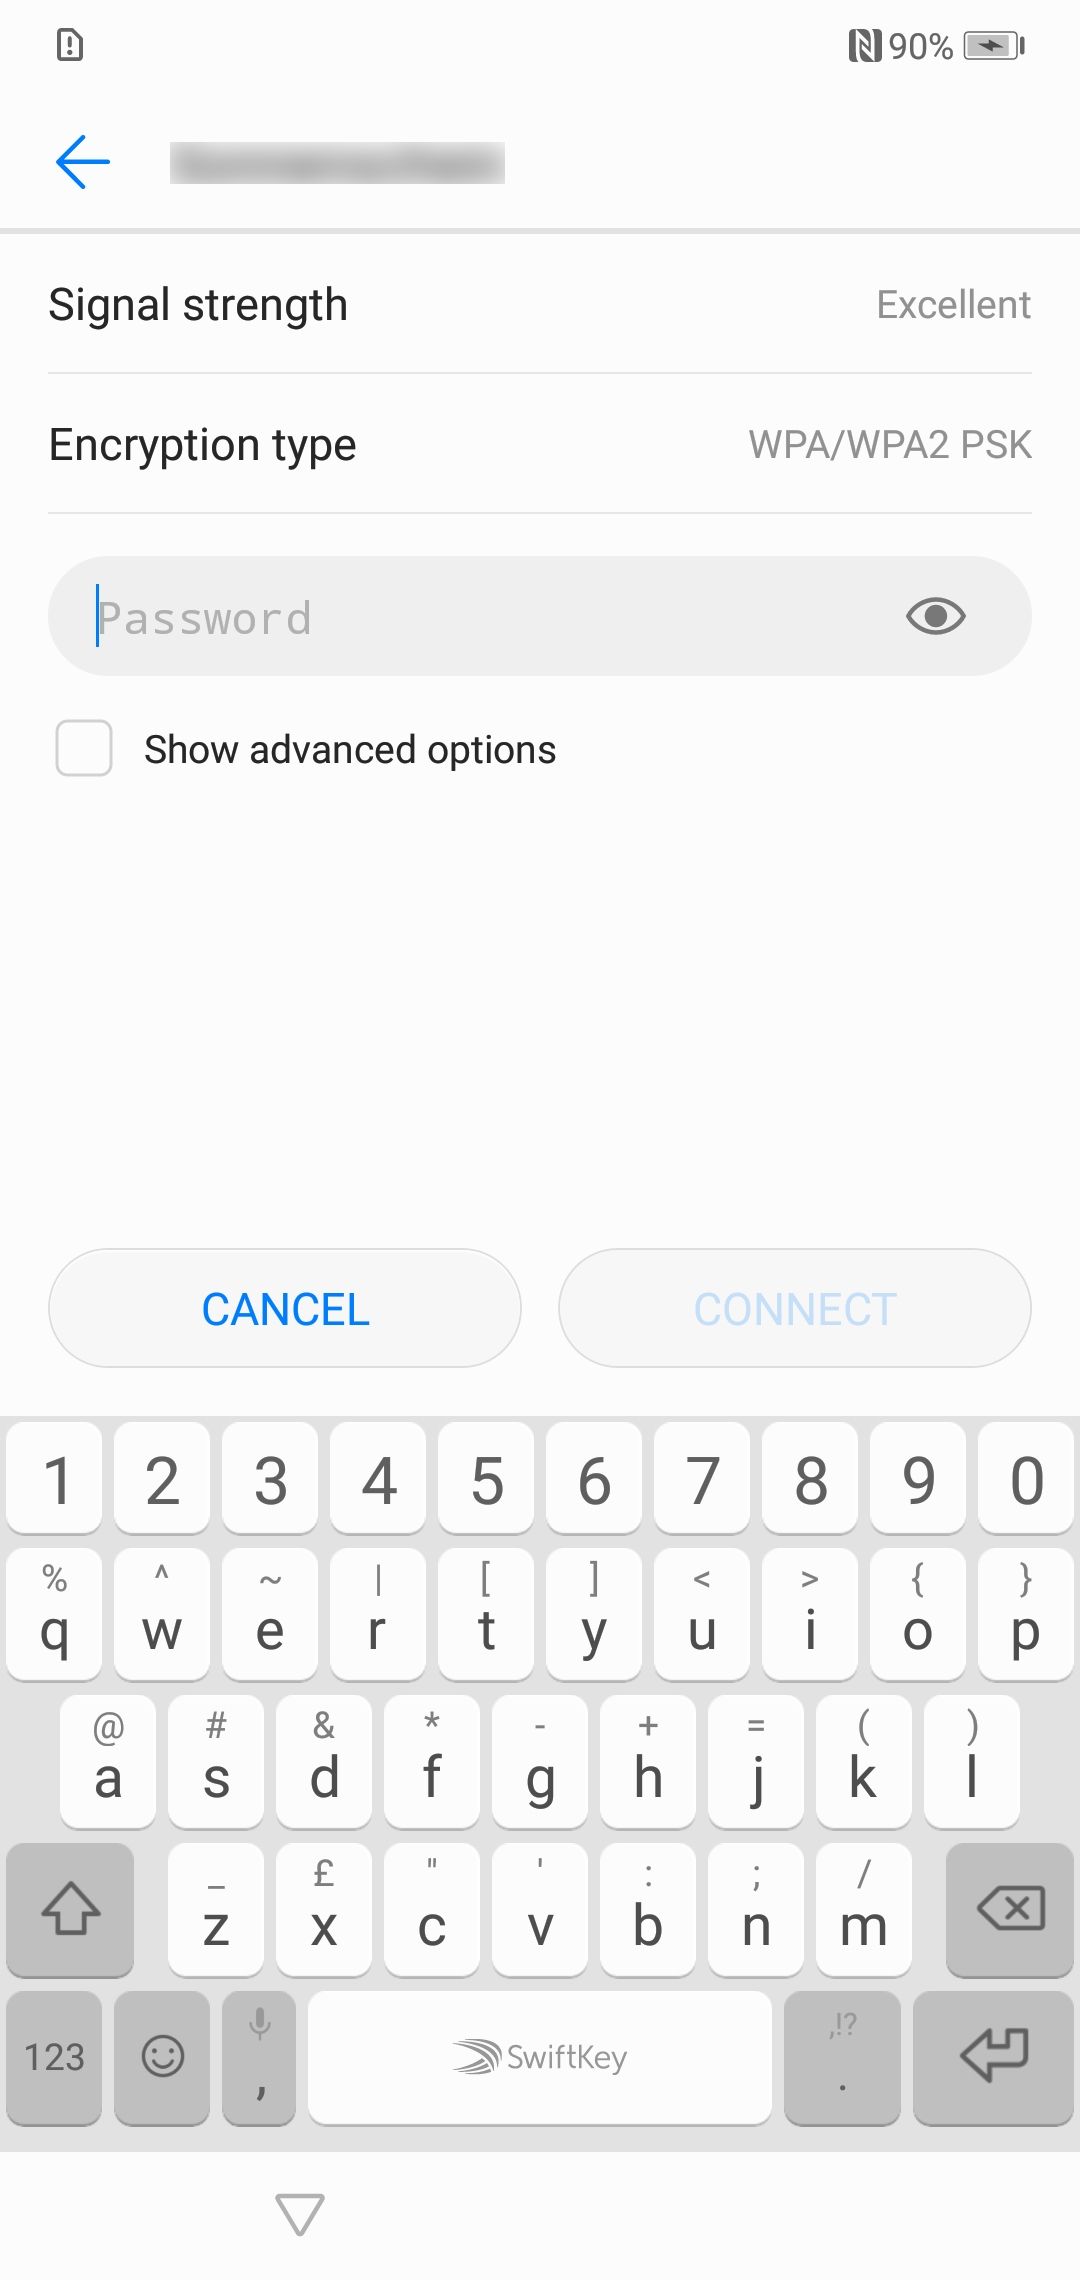 90%
Signal strength Excellent
Encryption type WPA/WPA2 PSK
Password
Show advanced options
CANCEL CONNECT
1 2 3 4 5 6 7 8 9 0
% ^ ~ | [ ] < > { }
q w e r t y u i o p
@ # & * - + = ( )
a s d f g h j k l
_ £ " ' : ; /
z x c v b n m
,!?
123 , SwiftKey .